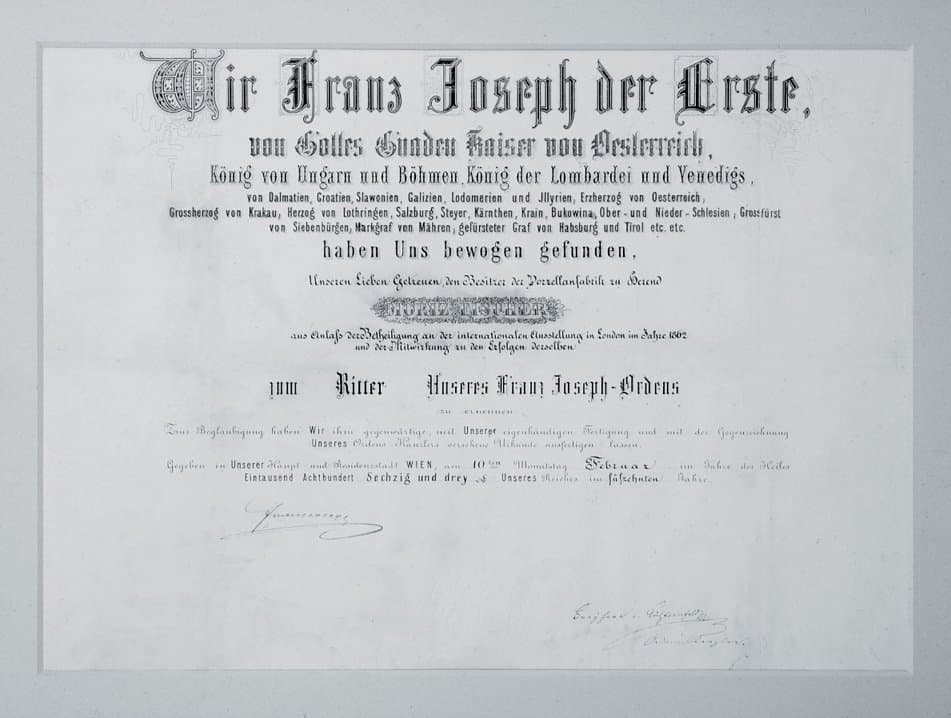 Wir Franz Joseph der Erste,
von Gottes Gnaden Kaiser von Oesterreich,
König von Ungarn und Böhmen, König der Lombardei und Venedigs,
von Dalmatien, Croatien, Slawonien, Galizien, Lodomerien und Jllyrien; Erzherzog von Oesterreich;
Grossherzog von Krakau; Herzog von Lothringen, Salzburg, Steyer, Kärnthen, Krain, Bukowina, Ober- und Nieder-Schlesien; Grossfürst
von Siebenbürgen; Markgraf von Mähren; gefürsteter Graf von Habsburg und Tirol etc. etc.
haben Uns bewogen gefunden,
Unseren Lieben Getreuen, den Besitzer der Porzellanfabrik zu Herend
MORIZ FISCHER
aus Anlaß der Betheiligung an der internationalen Ausstellung in London im Jahre 1862
und der Mitwirkung zu den Erfolgen derselben
zum Ritter Unseres Franz Joseph-Ordens
zu ernennen.
Zur Beglaubigung haben Wir ihm gegenwärtige, mit Unserer eigenhändigen Fertigung und mit der Gegenzeichnung
Unseres Ordens-Kanzlers versehene Urkunde ausfertigen lassen.
Gegeben in Unserer Haupt und Residenzstadt WIEN, am 10ten Monatstag Februar im Jahre des Heiles
Eintausend Achthundert Sechzig und drey Unseres Reiches im fünfzehnten Jahre.